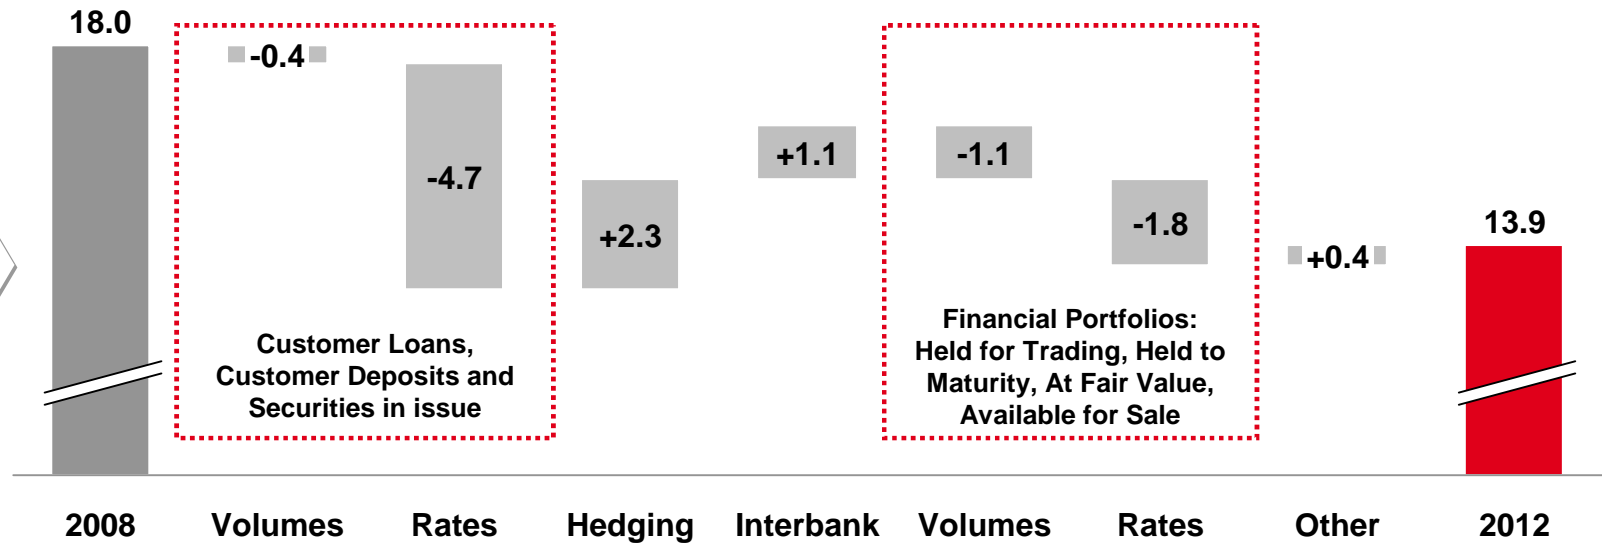 18.0
-0.4
-4.7
+2.3
+1.1
-1.1
-1.8
+0.4
13.9
Customer Loans,
Customer Deposits and
Securities in issue
Financial Portfolios:
Held for Trading, Held to
Maturity, At Fair Value,
Available for Sale
2008 Volumes Rates Hedging Interbank Volumes Rates Other 2012